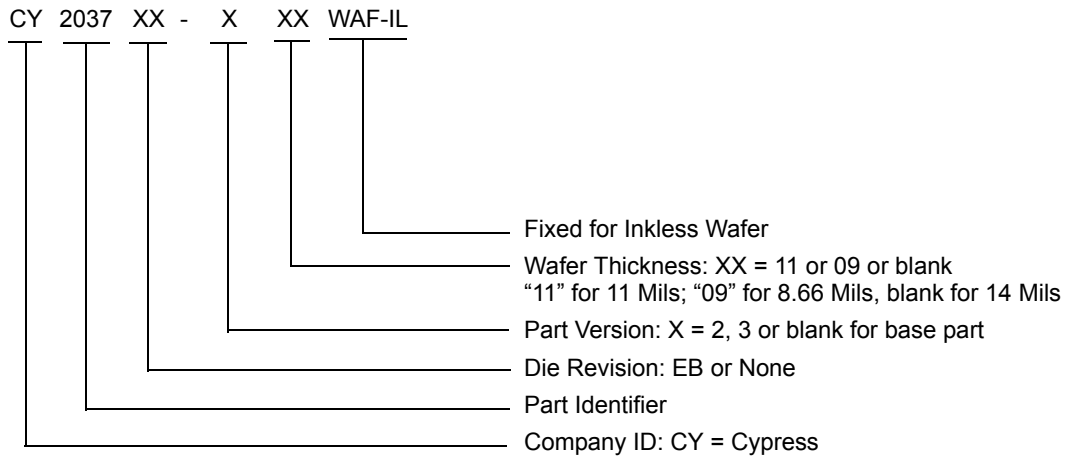 CY 2037 XX - X XX WAF-IL
Fixed for Inkless Wafer
Wafer Thickness: XX = 11 or 09 or blank
“11” for 11 Mils; “09” for 8.66 Mils, blank for 14 Mils
Part Version: X = 2, 3 or blank for base part
Die Revision: EB or None
Part Identifier
Company ID: CY = Cypress